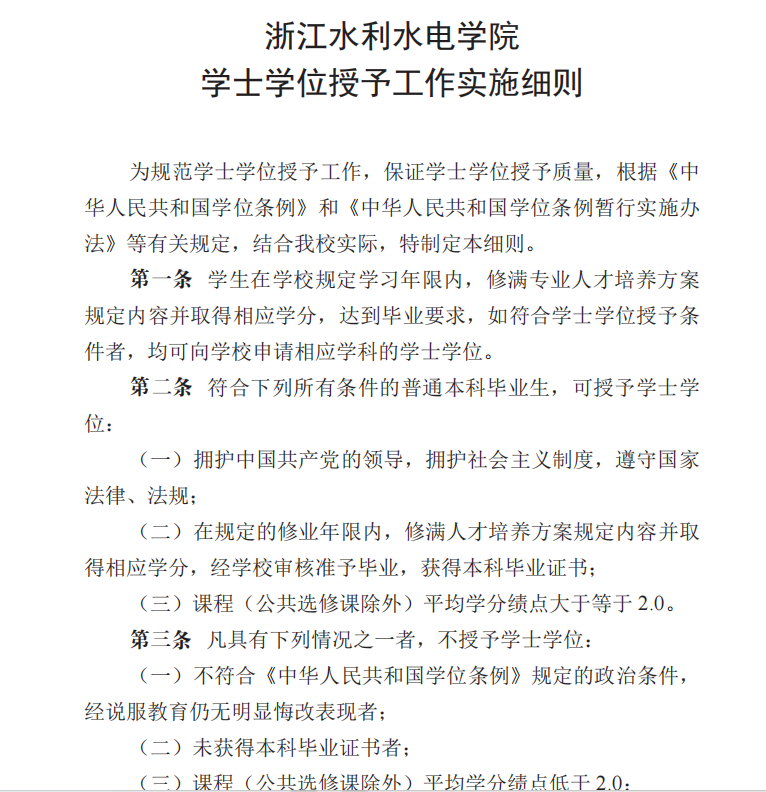 浙江水利水电学院
学士学位授予工作实施细则
为规范学士学位授予工作，保证学士学位授予质量，根据《中
华人民共和国学位条例》和《中华人民共和国学位条例暂行实施办
法》等有关规定，结合我校实际，特制定本细则。
第一条 学生在学校规定学习年限内，修满专业人才培养方案
规定内容并取得相应学分，达到毕业要求，如符合学士学位授予条
件者，均可向学校申请相应学科的学士学位。
第二条 符合下列所有条件的普通本科毕业生，可授予学士学
位：
（一）拥护中国共产党的领导，拥护社会主义制度，遵守国家
法律、法规；
（二）在规定的修业年限内，修满人才培养方案规定内容并取
得相应学分，经学校审核准予毕业，获得本科毕业证书；
（三）课程（公共选修课除外）平均学分绩点大于等于 2.0。
第三条 凡具有下列情况之一者，不授予学士学位：
（一）不符合《中华人民共和国学位条例》规定的政治条件，
经说服教育仍无明显悔改表现者；
（二）未获得本科毕业证书者；
（三）课程（公共选修课除外）平均学分绩点低于 2.0；